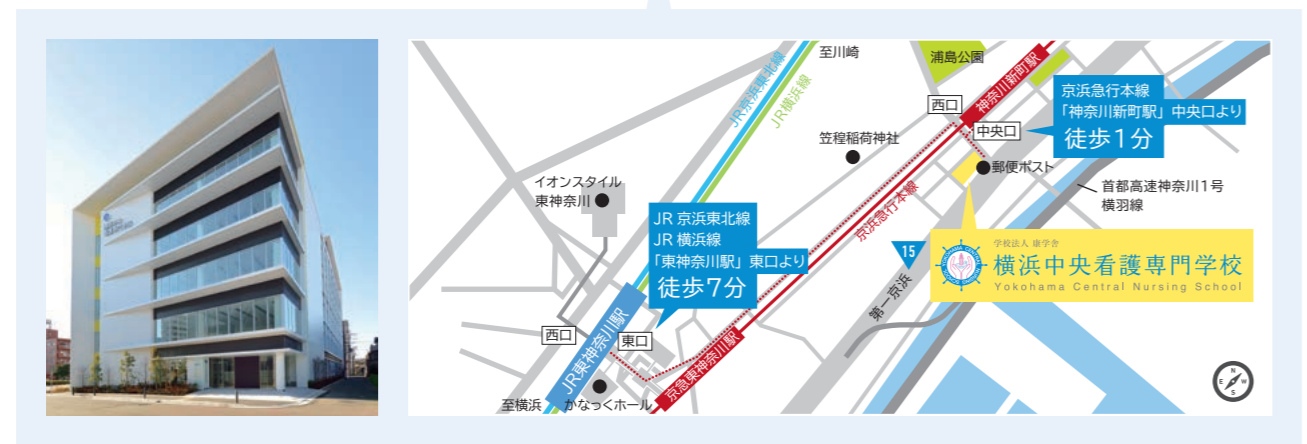 至川崎
浦島公園
JR京浜東北線
JR横浜線
西口
神奈川新町駅
中央口
京浜急行本線
「神奈川新町駅」中央口より
徒歩1分
笠程稲荷神社
郵便ポスト
首都高速神奈川1号
横羽線
イオンスタイル
東神奈川
JR 京浜東北線
JR 横浜線
「東神奈川駅」東口より
徒歩7分
京浜急行本線
15
第一京浜
学校法人 康学舎
横浜中央看護専門学校
Yokohama Central Nursing School
西口
JR東神奈川駅
東口
京急東神奈川駅
至横浜
かなっくホール
N
E
W
S